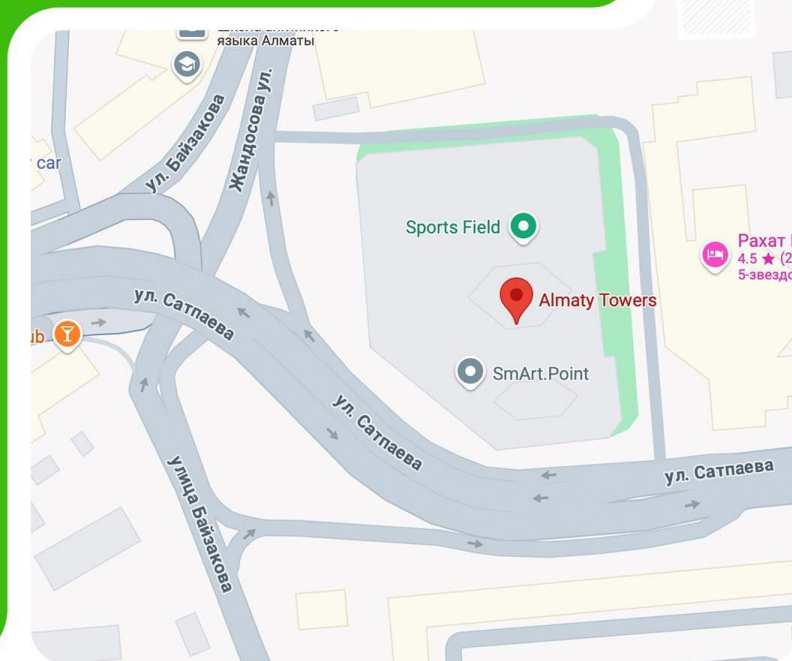 языка Алматы
car
ул. Байзакова
Жандосова ул.
Sports Field
Рахат
4.5 ★ (2
5-звездо
Almaty Towers
ул. Сатпаева
ub
SmArt.Point
ул. Сатпаева
ул. Сатпаева
улица Байзакова